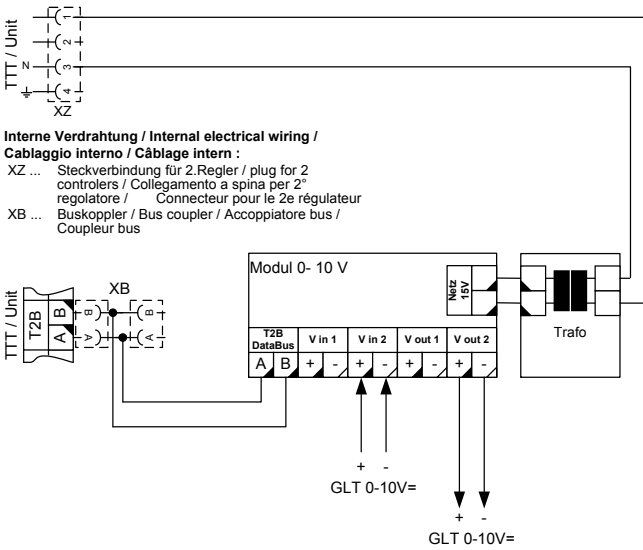 TTT / Unit
1
2
N 3
4
XZ
Interne Verdrahtung / Internal electrical wiring /
Cablaggio interno / Câblage intern :
XZ ... Steckverbindung für 2.Regler / plug for 2
controlers / Collegamento a spina per 2°
regolatore / Connecteur pour le 2e régulateur
XB ... Buskoppler / Bus coupler / Accoppiatore bus /
Coupleur bus
TTT / Unit
T2B
B
A
XB
B
A
B
A
Modul 0- 10 V
Netz
15V
Trafo
T2B
DataBus
V in 1
V in 2
V out 1
V out 2
A B + - + - + - + -
+ -
GLT 0-10V=
+ -
GLT 0-10V=